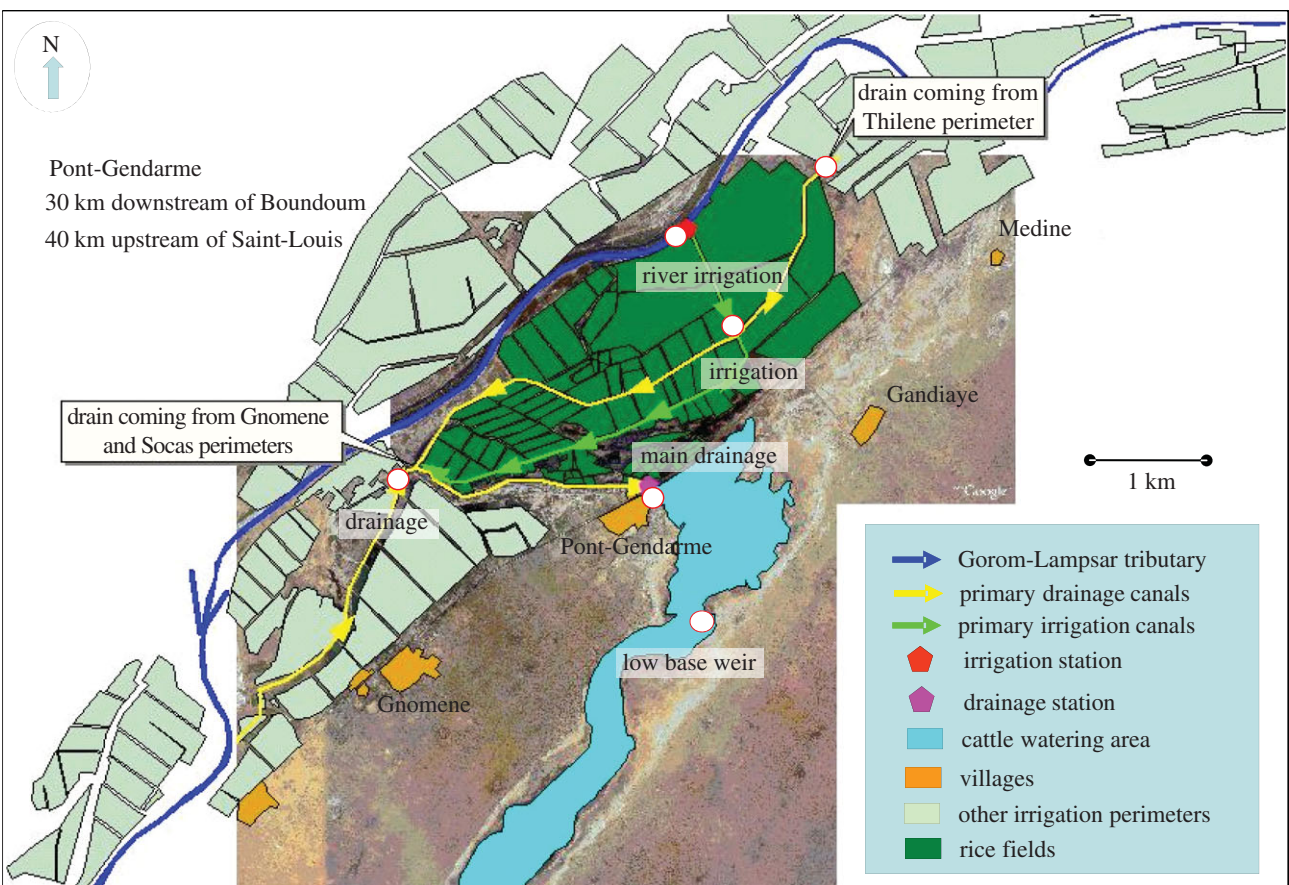 N
drain coming from
Thilene perimeter
Pont-Gendarme
30 km downstream of Boundoum
40 km upstream of Saint-Louis
Medine
river irrigation
irrigation
Gandiaye
drain coming from Gnomene
and Socas perimeters
main drainage
1 km
Google
drainage
Pont-Gendarme
low base weir
Gnomene
Gorom-Lampsar tributary
primary drainage canals
primary irrigation canals
irrigation station
drainage station
cattle watering area
villages
other irrigation perimeters
rice fields